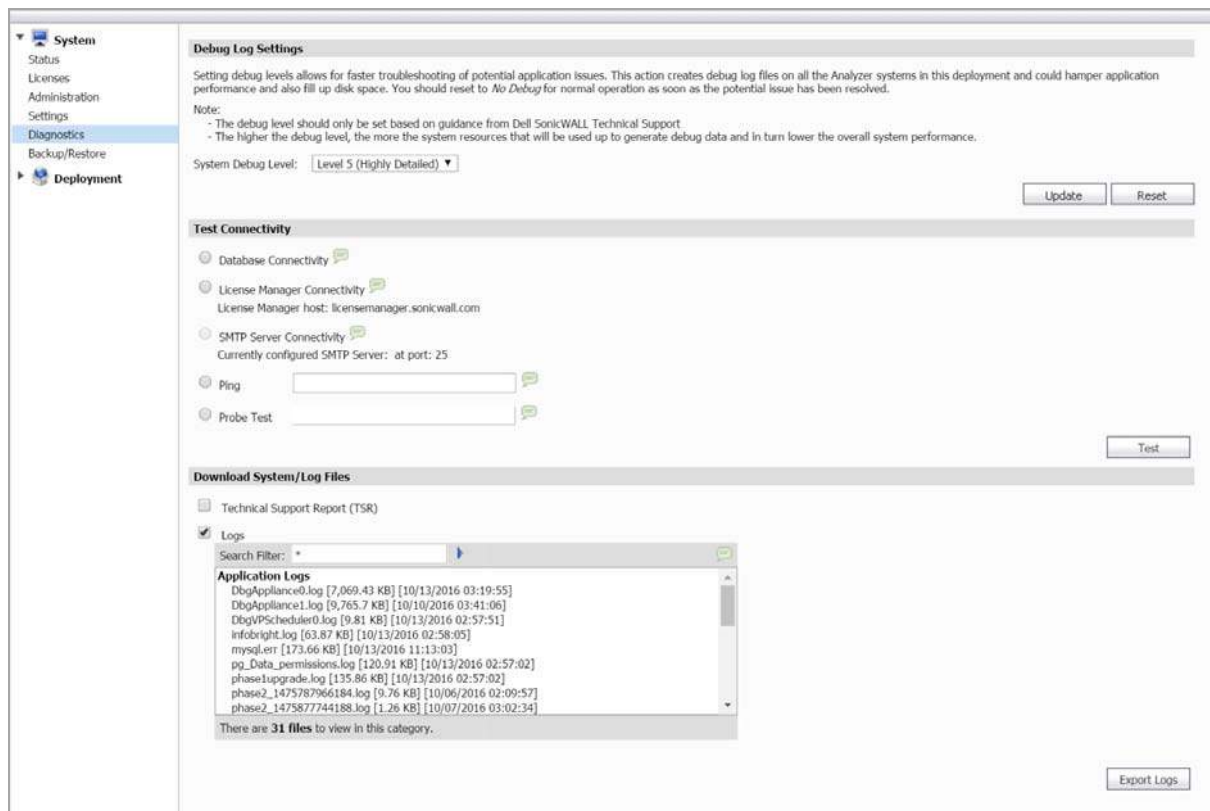 System
Status
Licenses
Administration
Settings
Diagnostics
Backup/Restore
Deployment
Debug Log Settings
Setting debug levels allows for faster troubleshooting of potential application issues. This action creates debug log files on all the Analyzer systems in this deployment and could hamper application
performance and also fill up disk space. You should reset to No Debug for normal operation as soon as the potential issue has been resolved.
Note:
- The debug level should only be set based on guidance from Dell SonicWALL Technical Support
- The higher the debug level, the more the system resources that will be used up to generate debug data and in turn lower the overall system performance.
System Debug Level: Level 5 (Highly Detailed)
Update Reset
Test Connectivity
Database Connectivity
License Manager Connectivity
License Manager host: licensemanager.sonicwall.com
SMTP Server Connectivity
Currently configured SMTP Server: at port: 25
Ping
Probe Test
Test
Download System/Log Files
Technical Support Report (TSR)
Logs
Search Filter: *
Application Logs
DbgAppliance0.log [7,069.43 KB] [10/13/2016 03:19:55]
DbgAppliance1.log [9,765.7 KB] [10/10/2016 03:41:06]
DbgVPScheduler0.log [9.81 KB] [10/13/2016 02:57:51]
infobright.log [63.87 KB] [10/13/2016 02:58:05]
mysql.err [173.66 KB] [10/13/2016 11:13:03]
pg_Data_permissions.log [120.91 KB] [10/13/2016 02:57:02]
phase1upgrade.log [135.86 KB] [10/13/2016 02:57:02]
phase2_1475787966184.log [9.76 KB] [10/06/2016 02:09:57]
phase2_1475877744188.log [1.26 KB] [10/07/2016 03:02:34]
There are 31 files to view in this category.
Export Logs